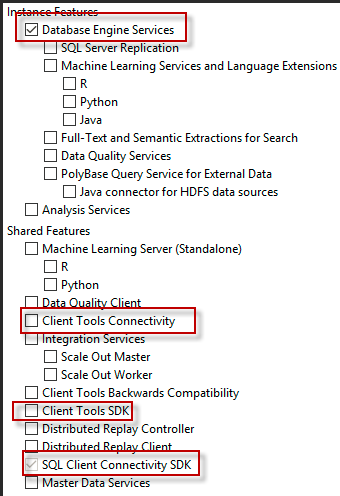 Instance Features
Database Engine Services
SQL Server Replication
Machine Learning Services and Language Extensions
R
Python
Java
Full-Text and Semantic Extractions for Search
Data Quality Services
PolyBase Query Service for External Data
Java connector for HDFS data sources
Analysis Services
Shared Features
Machine Learning Server (Standalone)
R
Python
Data Quality Client
Client Tools Connectivity
Integration Services
Scale Out Master
Scale Out Worker
Client Tools Backwards Compatibility
Client Tools SDK
Distributed Replay Controller
Distributed Replay Client
SQL Client Connectivity SDK
Master Data Services